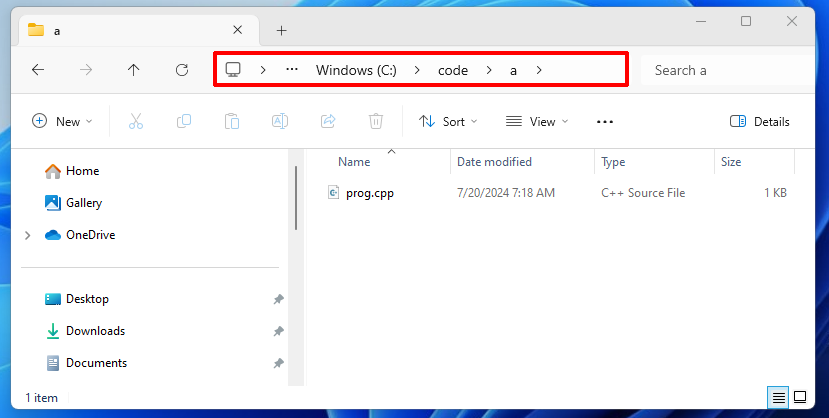 a
Windows (C:) code a
Search a
New Sort View Details
Name Date modified Type Size
prog.cpp 7/20/2024 7:18 AM C++ Source File 1 KB
Home
Gallery
OneDrive
Desktop
Downloads
Documents
1 item